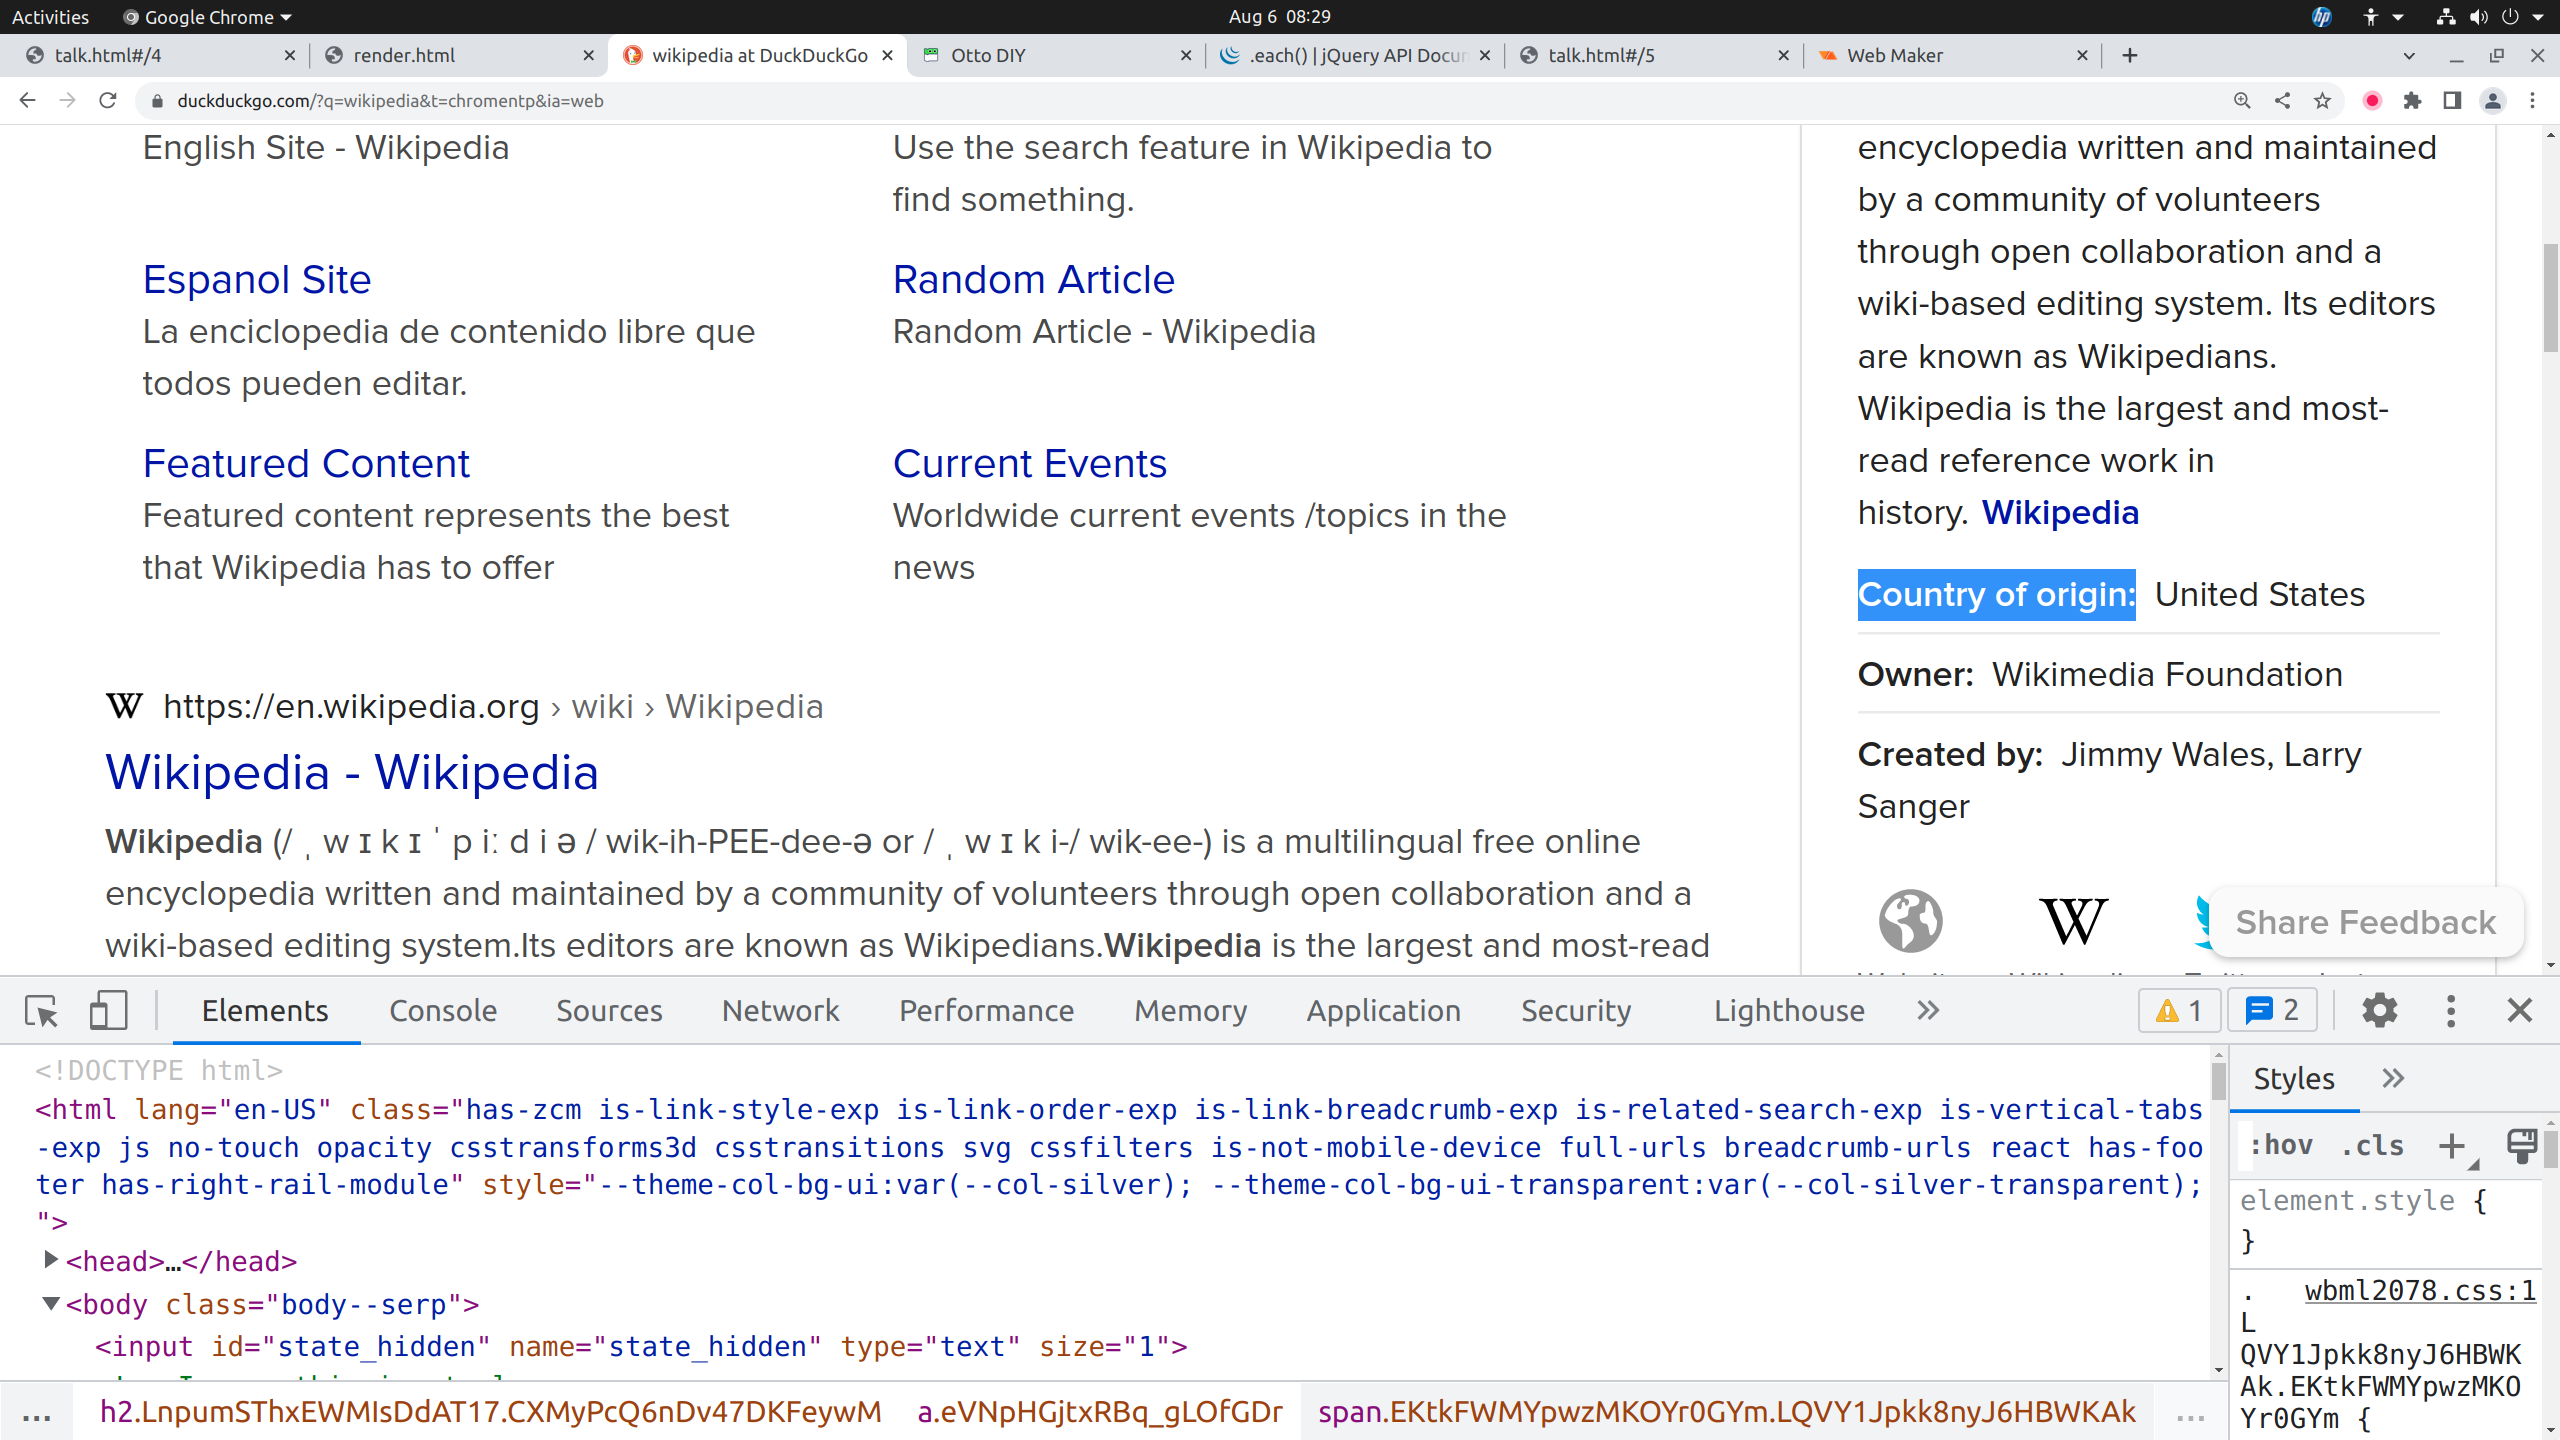 Activities Google Chrome Aug 6 08:29
talk.html#/4 render.html wikipedia at DuckDuckGo Otto DIY .each() | jQuery API Docum talk.html#/5 Web Maker
duckduckgo.com/?q=wikipedia&t=chromentp&ia=web
English Site - Wikipedia
Use the search feature in Wikipedia to
find something.
Espanol Site
La enciclopedia de contenido libre que
todos pueden editar.
Random Article
Random Article - Wikipedia
Featured Content
Featured content represents the best
that Wikipedia has to offer
Current Events
Worldwide current events /topics in the
news
https://en.wikipedia.org › wiki › Wikipedia
Wikipedia - Wikipedia
Wikipedia (/ ˌ w ɪ k ɪ ˈ p iː d i ə / wik-ih-PEE-dee-ə or / ˌ w ɪ k i-/ wik-ee-) is a multilingual free online
encyclopedia written and maintained by a community of volunteers through open collaboration and a
wiki-based editing system.Its editors are known as Wikipedians.Wikipedia is the largest and most-read
encyclopedia written and maintained
by a community of volunteers
through open collaboration and a
wiki-based editing system. Its editors
are known as Wikipedians.
Wikipedia is the largest and most-
read reference work in
history. Wikipedia
Country of origin: United States
Owner: Wikimedia Foundation
Created by: Jimmy Wales, Larry
Sanger
Share Feedback
Elements Console Sources Network Performance Memory Application Security Lighthouse 1 2
<!DOCTYPE html>
<html lang="en-US" class="has-zcm is-link-style-exp is-link-order-exp is-link-breadcrumb-exp is-related-search-exp is-vertical-tabs
-exp js no-touch opacity csstransforms3d csstransitions svg cssfilters is-not-mobile-device full-urls breadcrumb-urls react has-foo
ter has-right-rail-module" style="--theme-col-bg-ui:var(--col-silver); --theme-col-bg-ui-transparent:var(--col-silver-transparent);
">
<head>…</head>
<body class="body--serp">
<input id="state_hidden" name="state_hidden" type="text" size="1">
... h2.LnpumSThxEWMIsDdAT17.CXMyPcQ6nDv47DKFeywM a.eVNpHGjtxRBq_gLOfGDr span.EKtkFWMYpwzMKOYr0GYm.LQVY1Jpkk8nyJ6HBWKAk ...
Styles
:hov .cls
element.style {
}
. wbml2078.css:1
L
QVY1Jpkk8nyJ6HBWK
Ak.EKtkFWMYpwzMKO
Yr0GYm {